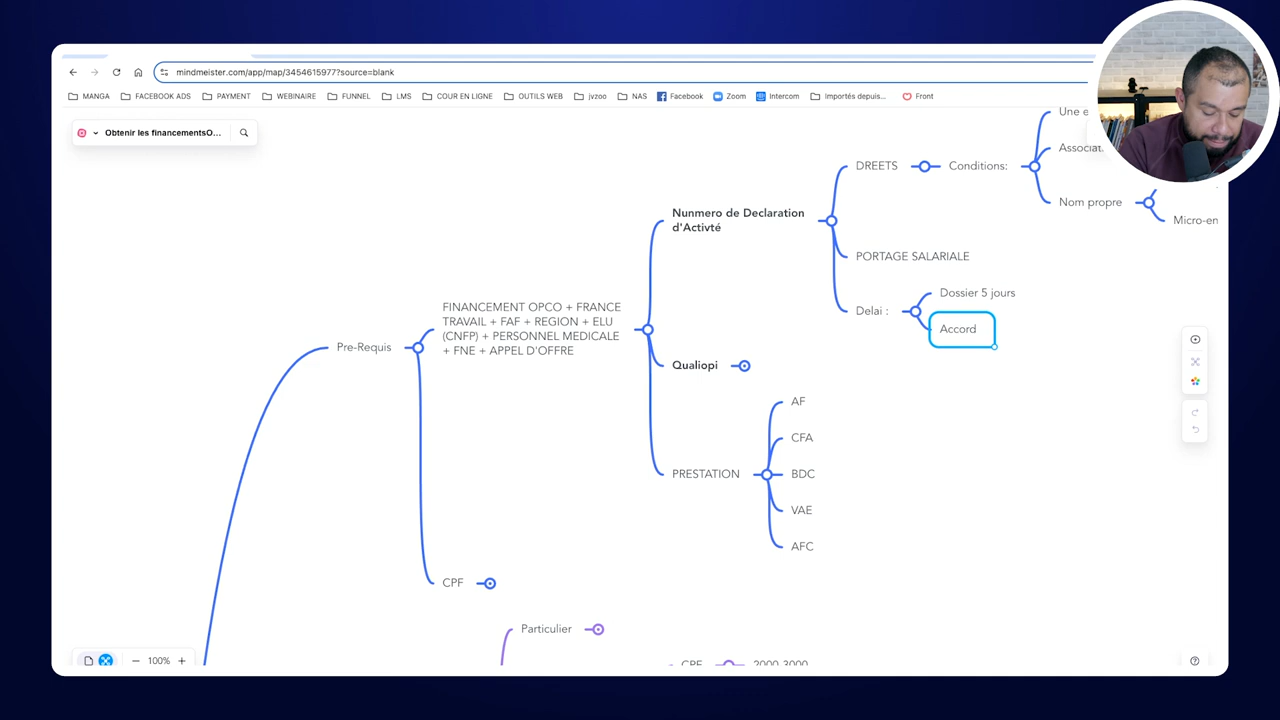 mindmeister.com/app/map/3454615977?source=blank
MANGA FACEBOOK ADS PAYMENT WEBINAIRE FUNNEL LMS COUR EN LIGNE OUTILS WEB jvzoo NAS Facebook Zoom Intercom Importés depuis... Front
Obtenir les financementsO...
Une e
DREETS Conditions:
Associat
Nom propre
Micro-en
Nunmero de Declaration
d'Activté
PORTAGE SALARIALE
Delai :
Dossier 5 jours
Accord
FINANCEMENT OPCO + FRANCE
TRAVAIL + FAF + REGION + ELU
(CNFP) + PERSONNEL MEDICALE
+ FNE + APPEL D'OFFRE
Pre-Requis
Qualiopi
AF
CFA
PRESTATION BDC
VAE
AFC
CPF
Particulier
CPF 2000-3000
100%